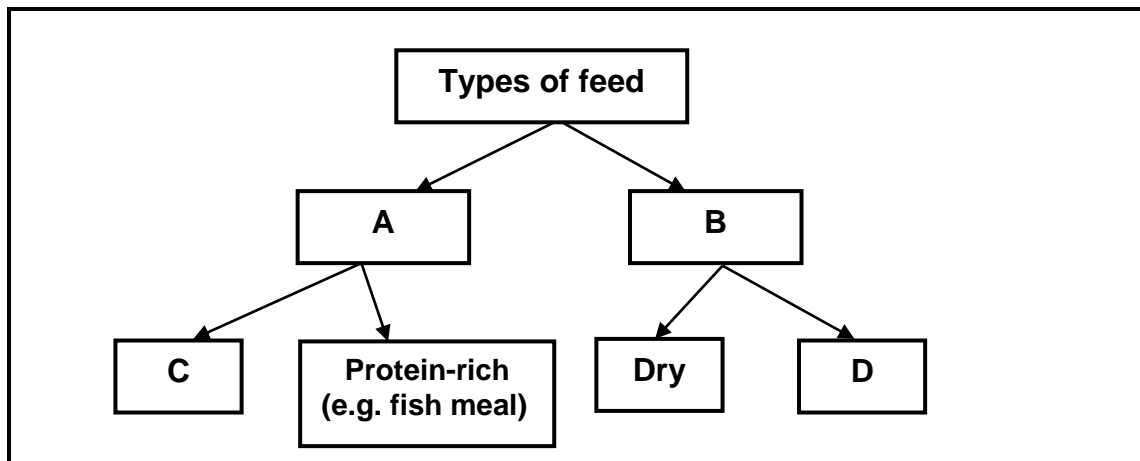 Types of feed
A
B
C
Protein-rich
(e.g. fish meal)
Dry
D